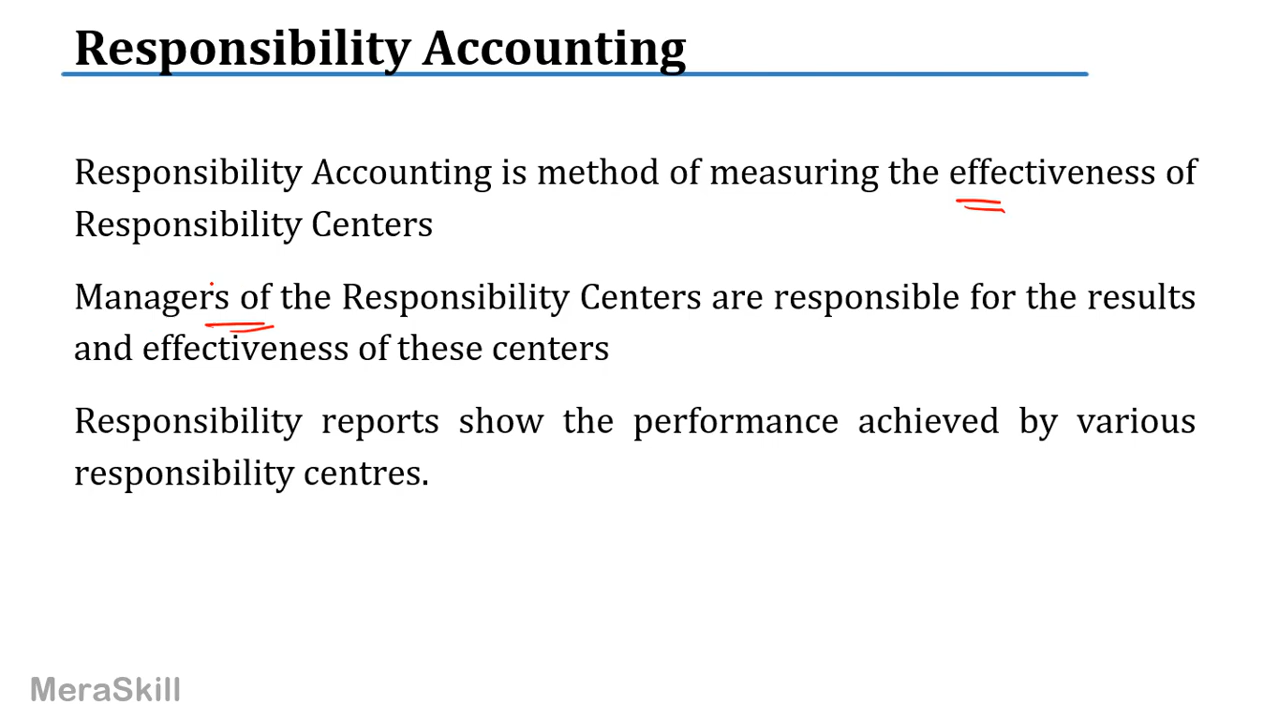 Responsibility Accounting
Responsibility Accounting is method of measuring the effectiveness of
Responsibility Centers
Managers of the Responsibility Centers are responsible for the results
and effectiveness of these centers
Responsibility reports show the performance achieved by various
responsibility centres.
MeraSkill